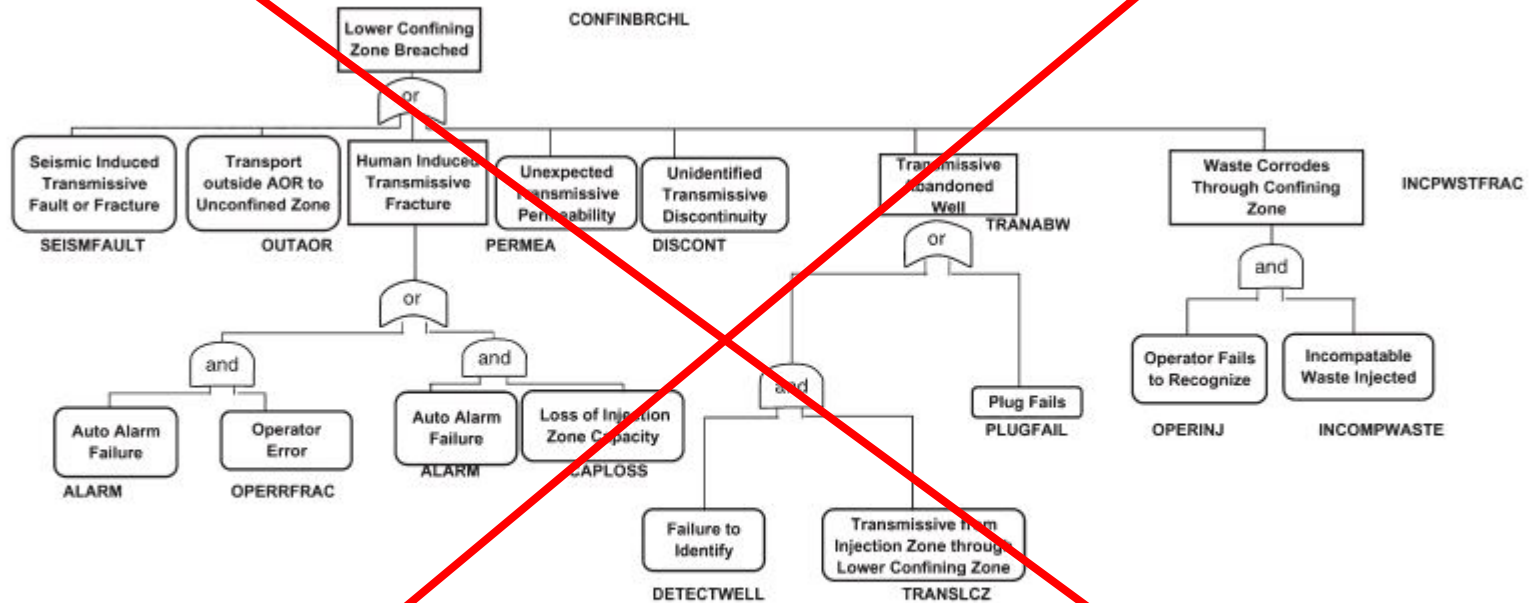 Lower Confining
Zone Breached
CONFINBRCHL
or
Seismic Induced
Transmissive
Fault or Fracture
SEISMFAULT
Transport
outside AOR to
Unconfined Zone
OUTAOR
Human Induced
Transmissive
Fracture
Unexpected
Transmissive
Permeability
PERMEA
Unidentified
Transmissive
Discontinuity
DISCONT
Transmissive
Abandoned
Well
TRANABW
Waste Corrodes
Through Confining
Zone
INCPWSTFRAC
or
or
and
and
and
and
Auto Alarm
Failure
ALARM
Operator
Error
OPERRFRAC
Auto Alarm
Failure
ALARM
Loss of Injection
Zone Capacity
CAPLOSS
Plug Fails
PLUGFAIL
Operator Fails
to Recognize
OPERINJ
Incompatable
Waste Injected
INCOMPWASTE
Failure to
Identify
DETECTWELL
Transmissive from
Injection Zone through
Lower Confining Zone
TRANSLCZ